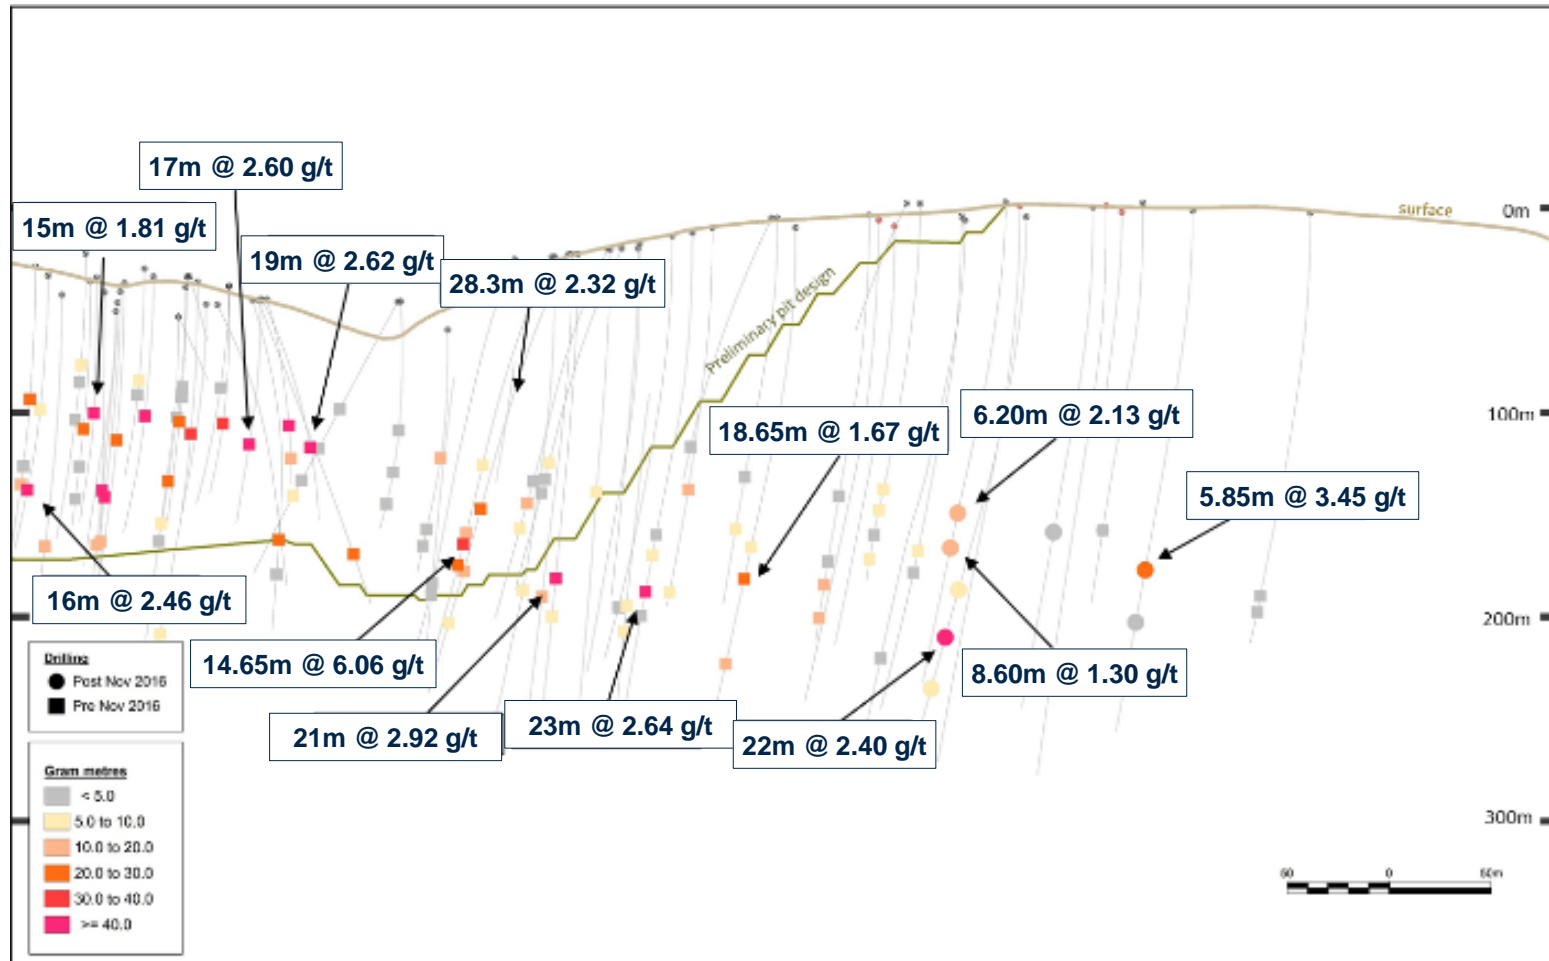 17m @ 2.60 g/t
15m @ 1.81 g/t
19m @ 2.62 g/t
28.3m @ 2.32 g/t
surface
0m
Preliminary pit design
100m
6.20m @ 2.13 g/t
18.65m @ 1.67 g/t
5.85m @ 3.45 g/t
16m @ 2.46 g/t
200m
14.65m @ 6.06 g/t
8.60m @ 1.30 g/t
21m @ 2.92 g/t
23m @ 2.64 g/t
22m @ 2.40 g/t
Drilling
Post Nov 2016
Pre Nov 2016
Gram metres
< 5.0
5.0 to 10.0
10.0 to 20.0
20.0 to 30.0
30.0 to 40.0
>= 40.0
300m
0